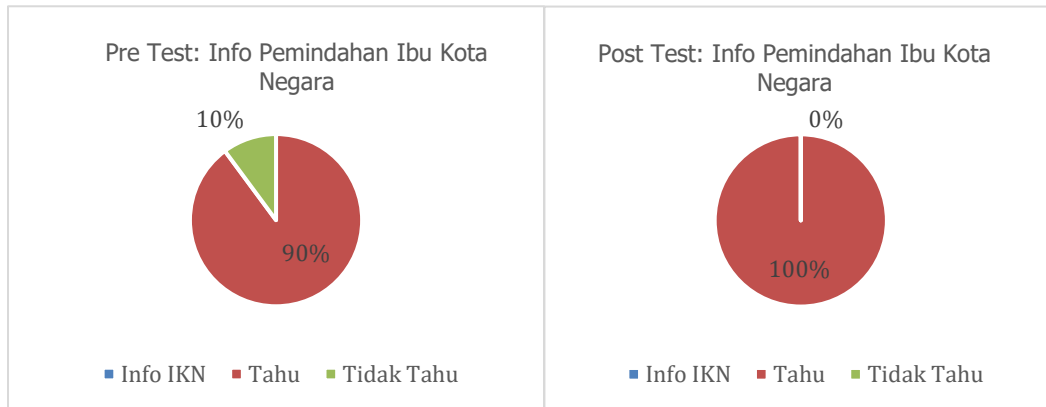 Pre Test: Info Pemindahan Ibu Kota
Negara
10%
90%
Info IKN Tahu Tidak Tahu
Post Test: Info Pemindahan Ibu Kota
Negara
0%
100%
Info IKN Tahu Tidak Tahu